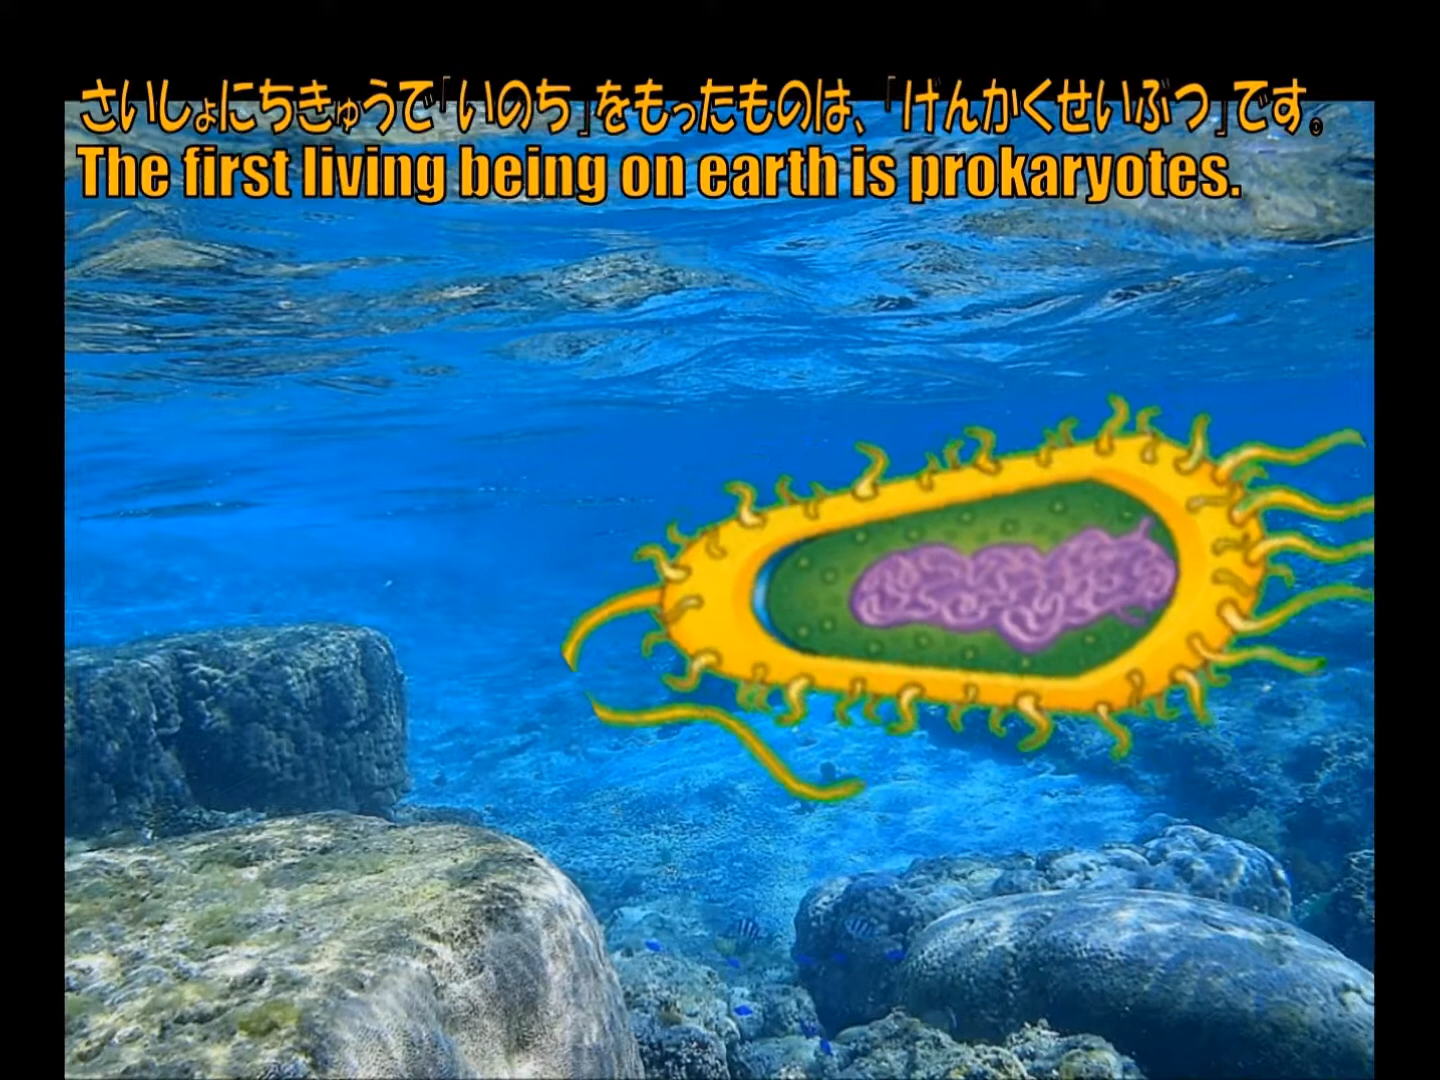 さいしょにちきゅうで「いのち」をもったものは、「げんかくせいぶつ」です。
The first living being on earth is prokaryotes.